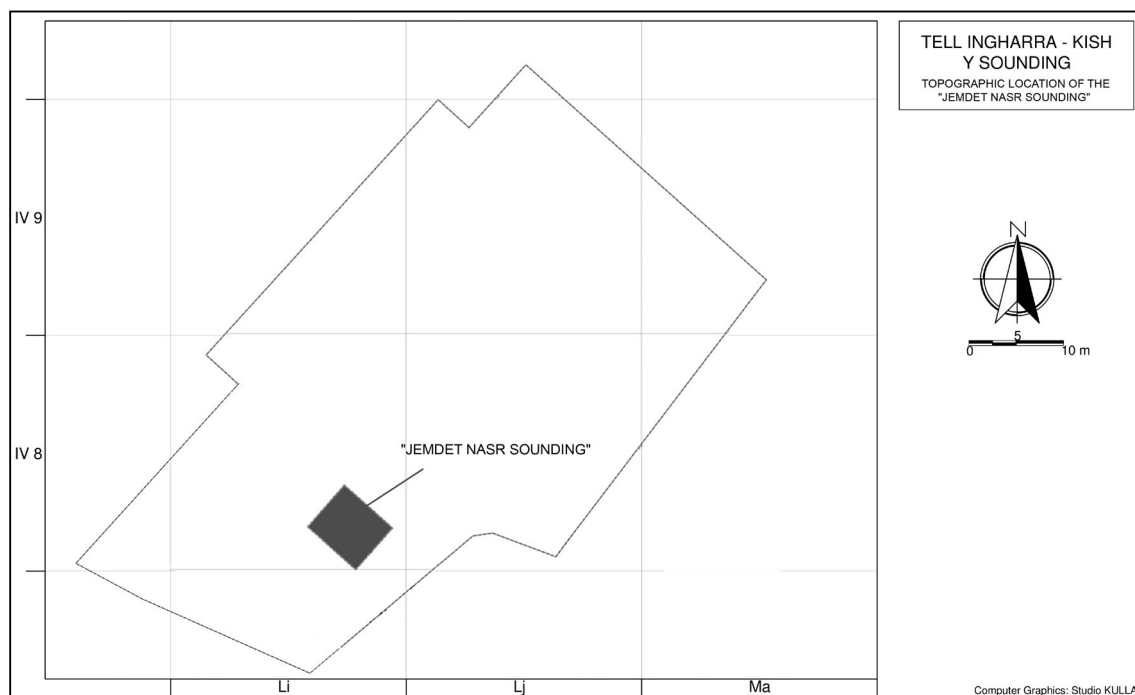 TELL INGHARRA - KISH
Y SOUNDING
TOPOGRAPHIC LOCATION OF THE
"JEMDET NASR SOUNDING"
IV 9
N
5
0 10 m
IV 8
"JEMDET NASR SOUNDING"
Li Lj Ma
Computer Graphics: Studio KULLA